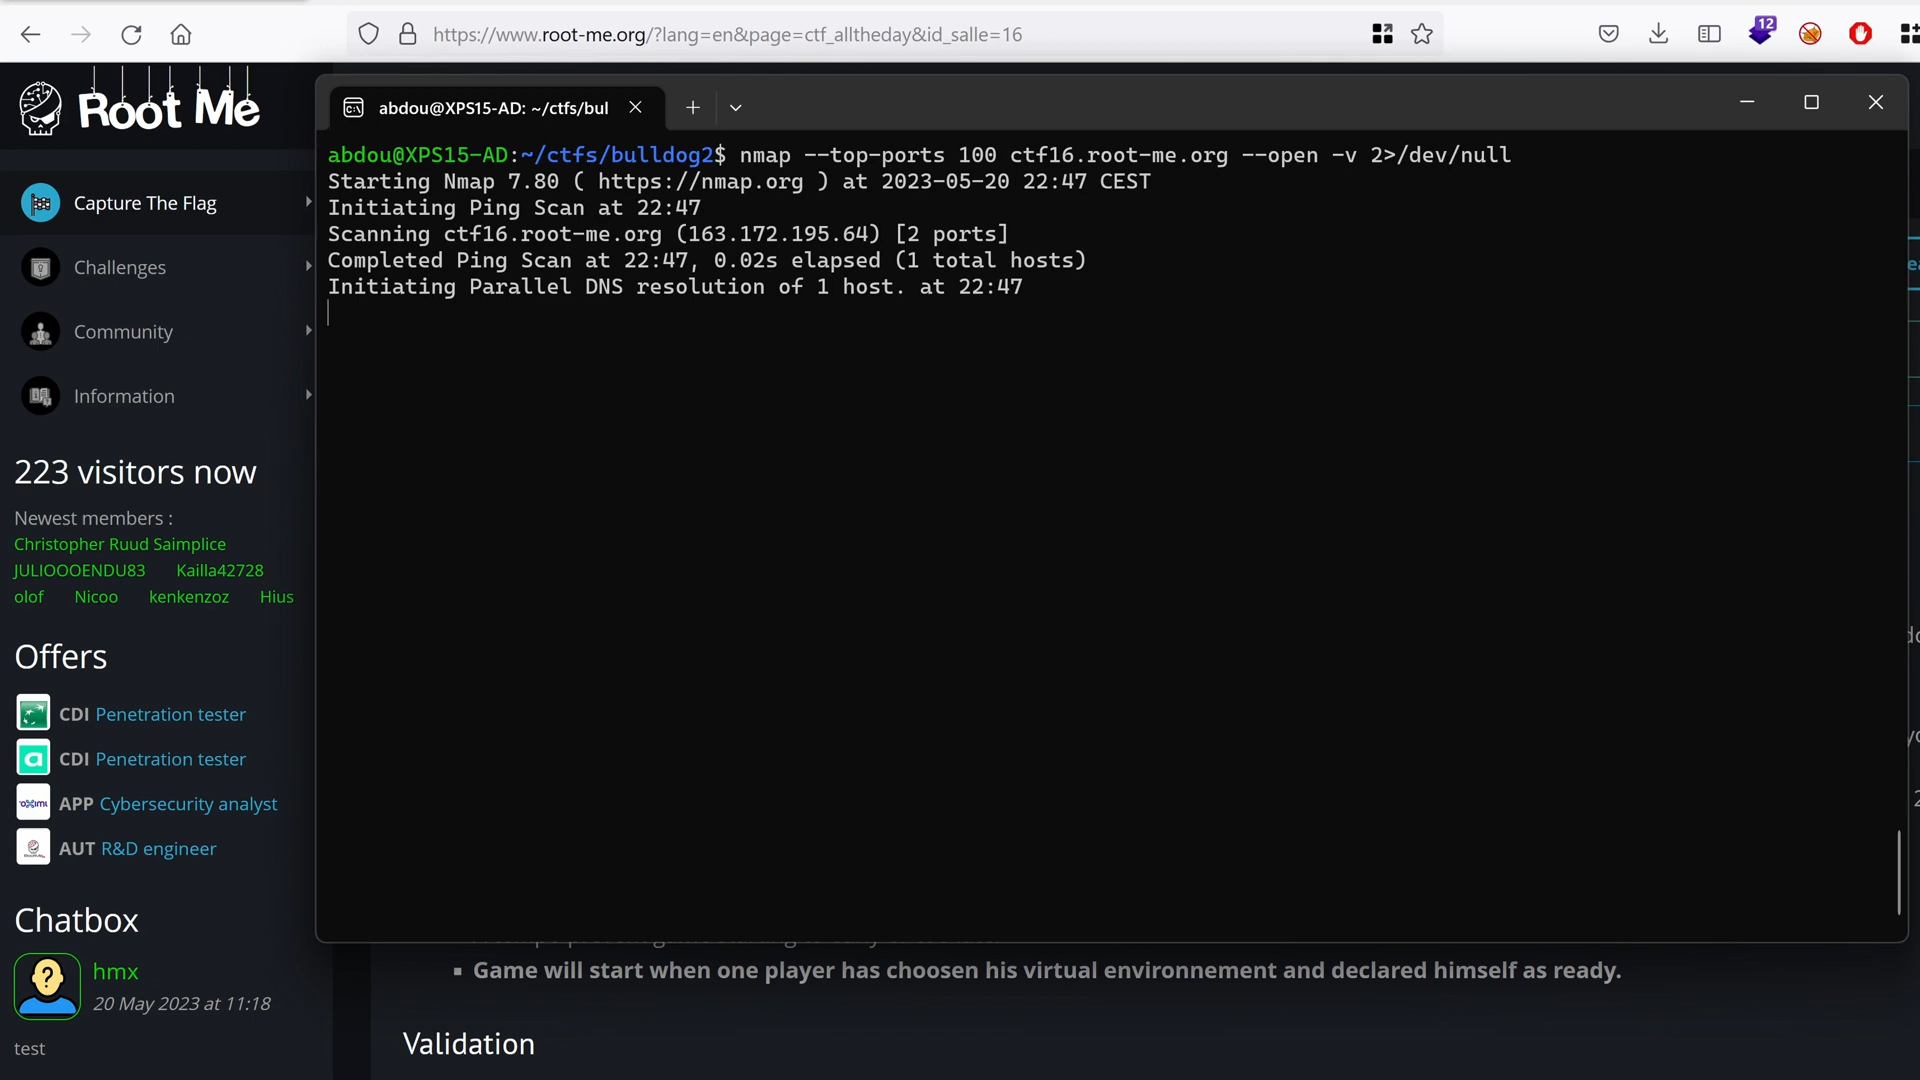 https://www.root-me.org/?lang=en&page=ctf_alltheday&id_salle=16
12
Root Me
Capture The Flag
Challenges
Community
Information
223 visitors now
Newest members :
Christopher Ruud Saimplice
JULIOOOENDU83 Kailla42728
olof Nicoo kenkenzoz Hius
Offers
CDI Penetration tester
CDI Penetration tester
APP Cybersecurity analyst
AUT R&D engineer
Chatbox
hmx
20 May 2023 at 11:18
test
abdou@XPS15-AD: ~/ctfs/bul
abdou@XPS15-AD:~/ctfs/bulldog2$ nmap --top-ports 100 ctf16.root-me.org --open -v 2>/dev/null
Starting Nmap 7.80 ( https://nmap.org ) at 2023-05-20 22:47 CEST
Initiating Ping Scan at 22:47
Scanning ctf16.root-me.org (163.172.195.64) [2 ports]
Completed Ping Scan at 22:47, 0.02s elapsed (1 total hosts)
Initiating Parallel DNS resolution of 1 host. at 22:47
Game will start when one player has choosen his virtual environnement and declared himself as ready.
Validation